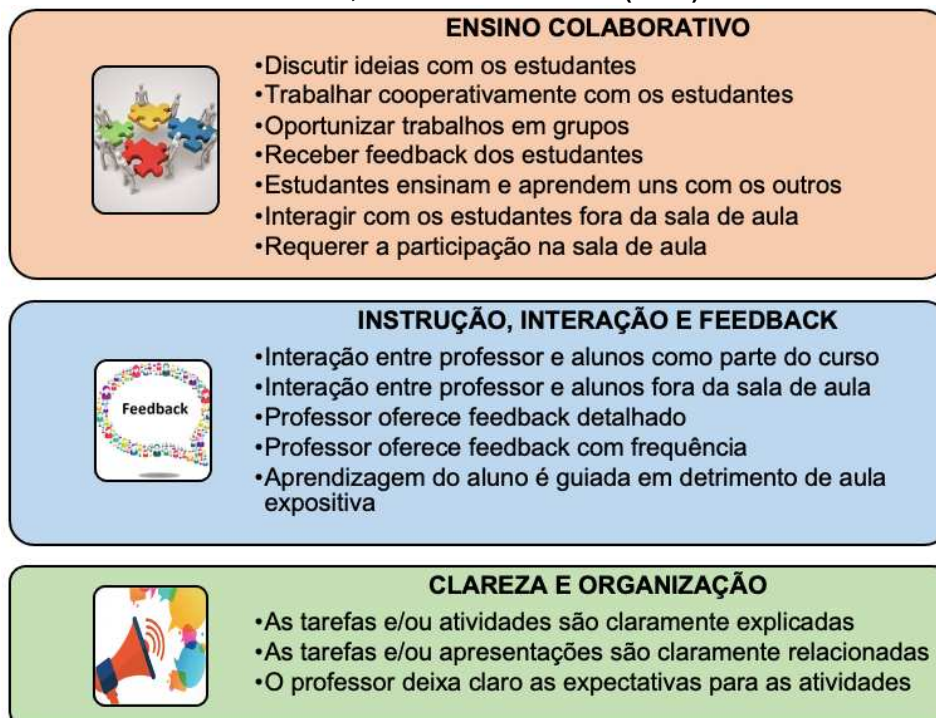 ENSINO COLABORATIVO
•Discutir ideias com os estudantes
•Trabalhar cooperativamente com os estudantes
•Oportunizar trabalhos em grupos
•Receber feedback dos estudantes
•Estudantes ensinam e aprendem uns com os outros
•Interagir com os estudantes fora da sala de aula
•Requerer a participação na sala de aula
INSTRUÇÃO, INTERAÇÃO E FEEDBACK
Feedback
•Interação entre professor e alunos como parte do curso
•Interação entre professor e alunos fora da sala de aula
•Professor oferece feedback detalhado
•Professor oferece feedback com frequência
•Aprendizagem do aluno é guiada em detrimento de aula
expositiva
CLAREZA E ORGANIZAÇÃO
•As tarefas e/ou atividades são claramente explicadas
•As tarefas e/ou apresentações são claramente relacionadas
•O professor deixa claro as expectativas para as atividades